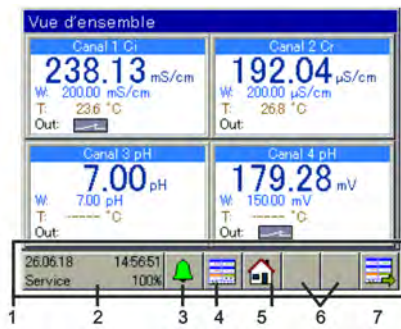 Vue d'ensemble
Canal 1 Ci
238.13 mS/cm
W: 200.00 mS/cm
T: 23.6 °C
Out:
Canal 2 Cr
192.04 µS/cm
W: 200.00 µS/cm
T: 26.8 °C
Out:
Canal 3 pH
7.00 pH
W: 7.00 pH
T: ----- °C
Out:
Canal 4 pH
179.28 mV
W: 150.00 mV
T: ----- °C
Out:
26.06.18 14:56:51
Service 100%
1 2 3 4 5 6 7